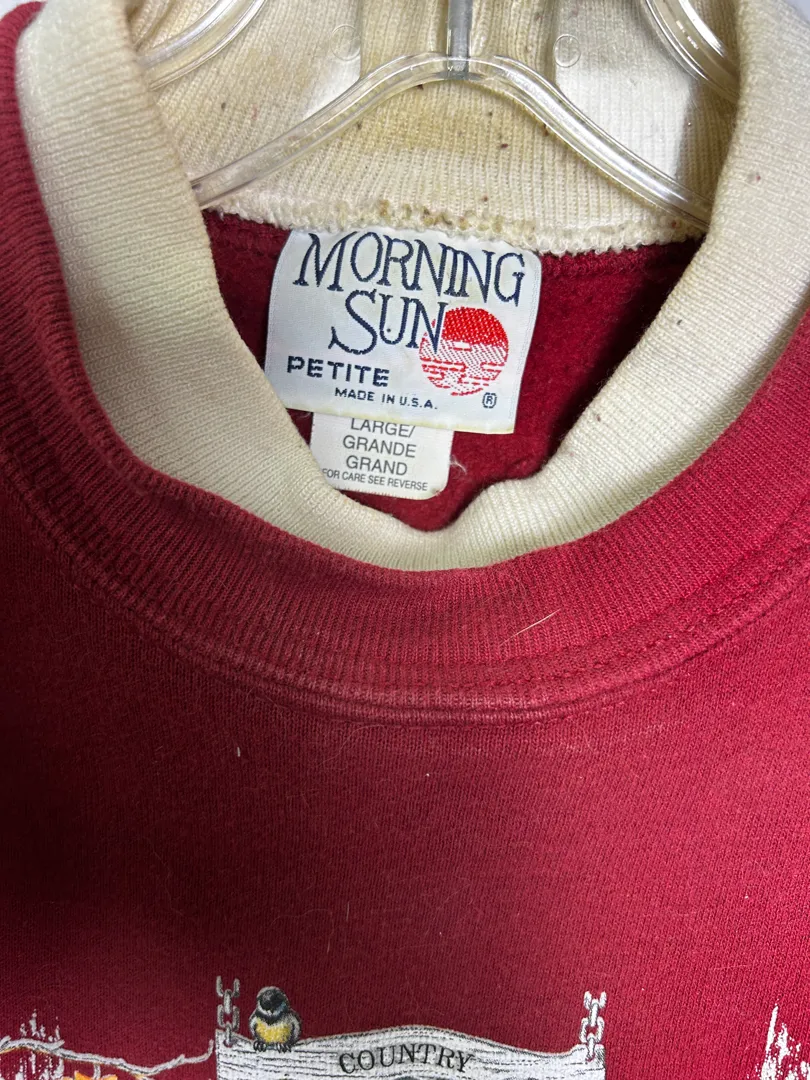 MORNING
SUN
PETITE
MADE IN U.S.A.
®
LARGE/
GRANDE
GRAND
FOR CARE SEE REVERSE
COUNTRY